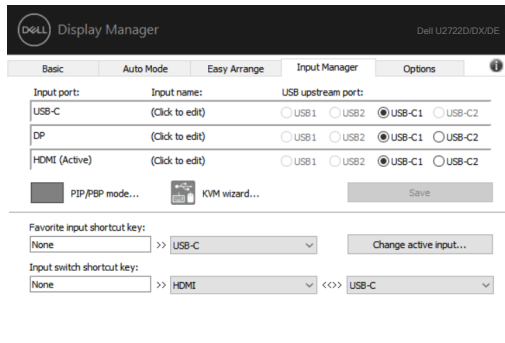 DELL Display Manager Dell U2722D/DX/DE
Basic Auto Mode Easy Arrange Input Manager Options i
Input port: Input name: USB upstream port:
USB-C (Click to edit) USB1 USB2 USB-C1 USB-C2
DP (Click to edit) USB1 USB2 USB-C1 USB-C2
HDMI (Active) (Click to edit) USB1 USB2 USB-C1 USB-C2
PIP/PBP mode... KVM wizard... Save
Favorite input shortcut key:
None >> USB-C Change active input...
Input switch shortcut key:
None >> HDMI <<>> USB-C